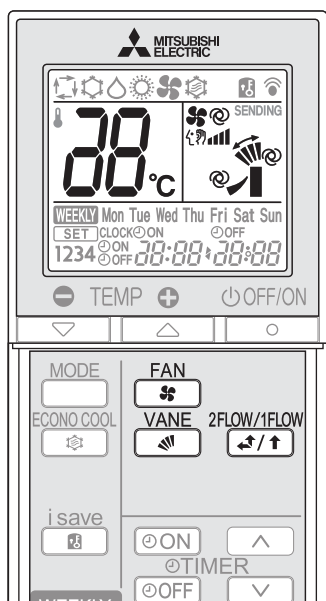 MITSUBISHI
ELECTRIC
SENDING
88 °C
WEEKLY Mon Tue Wed Thu Fri Sat Sun
SET CLOCK ON OFF
1234 ON OFF 88:88 88:88
TEMP OFF/ON
MODE FAN
ECONO COOL VANE 2FLOW/1FLOW
i save
ON
TIMER
OFF
WEEKLY